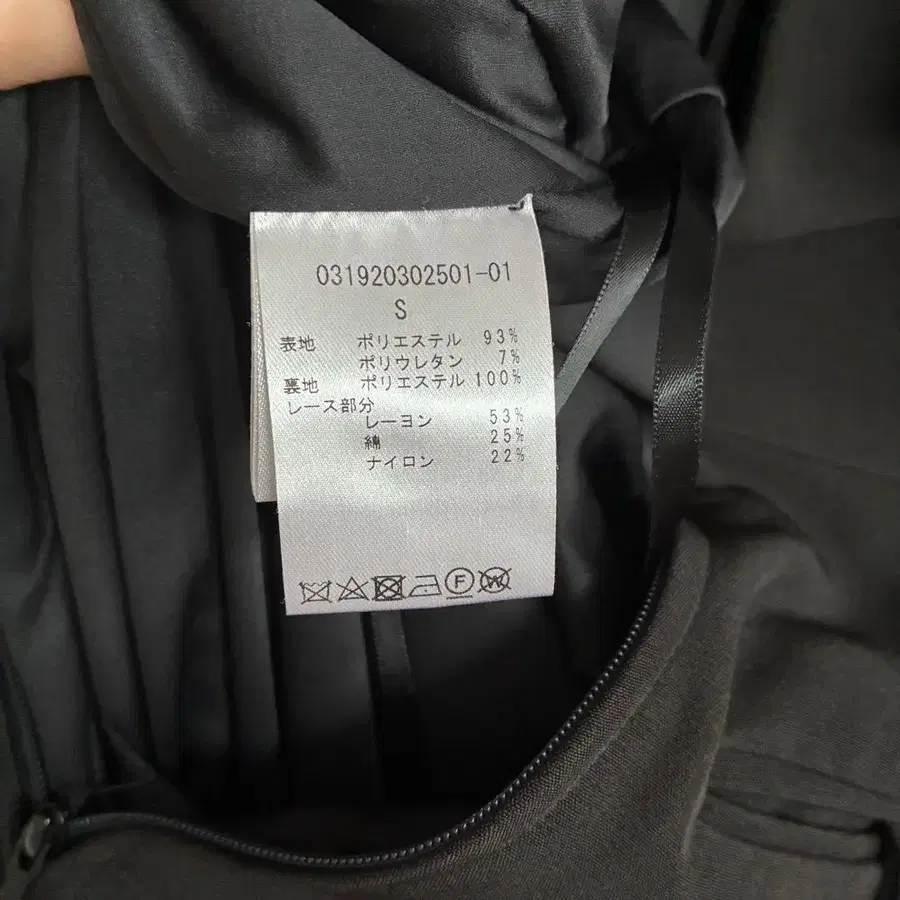 031920302501-01
S
表地 ポリエステル 93%
ポリウレタン 7%
裏地 ポリエステル 100%
レース部分
レーヨン 53%
綿 25%
ナイロン 22%
F W